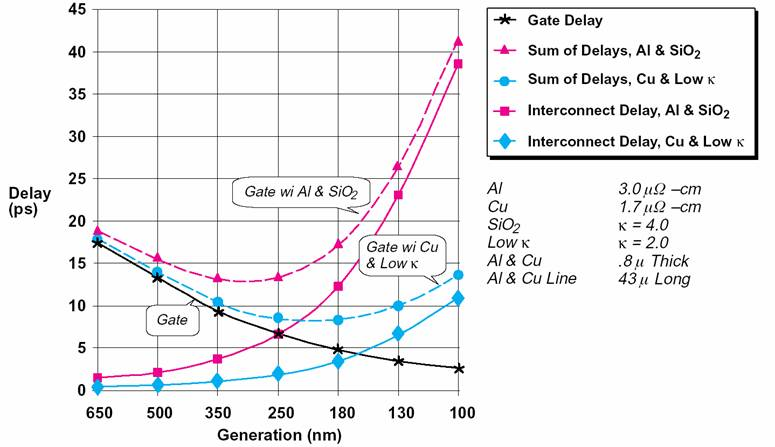 45
40
35
30
25
20
15
10
5
0
Delay
(ps)
650 500 350 250 180 130 100
Generation (nm)
Gate wi Al & SiO₂
Gate wi Cu
& Low κ
Gate
Gate Delay
Sum of Delays, Al & SiO₂
Sum of Delays, Cu & Low κ
Interconnect Delay, Al & SiO₂
Interconnect Delay, Cu & Low κ
Al 3.0 μΩ –cm
Cu 1.7 μΩ –cm
SiO₂ κ = 4.0
Low κ κ = 2.0
Al & Cu .8 μ Thick
Al & Cu Line 43 μ Long